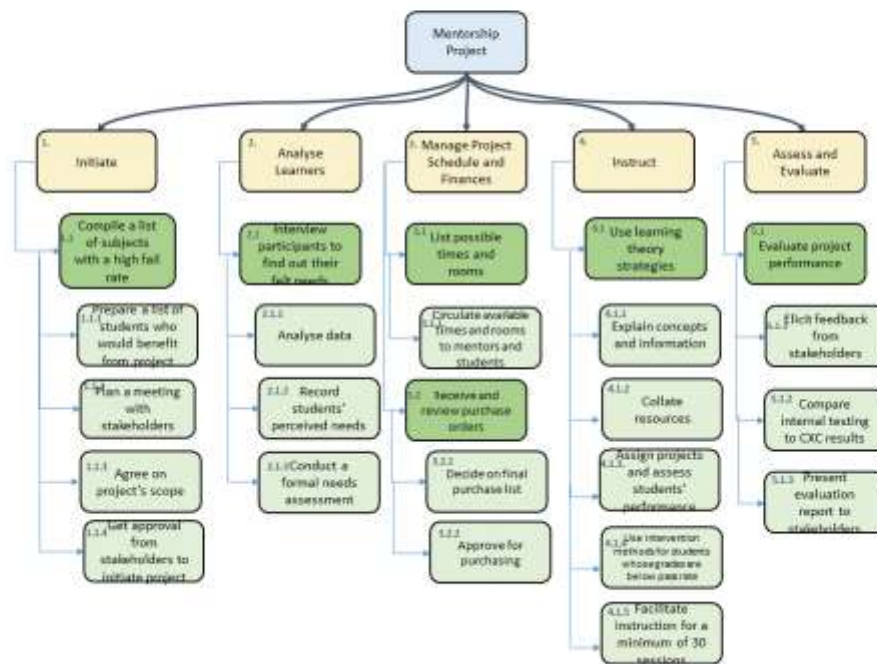 Mentorship
Project
1.
Initiate
2.
Analyse
Learners
3.
Manage Project
Schedule and
Finances
4.
Instruct
5.
Assess and
Evaluate
Compile a list
of subjects
with a high fail
rate
1.1.1
Prepare a list of
students who
would benefit
from project
Plan a meeting
with
stakeholders
Agree on
project's scope
1.1.4
Get approval
from
stakeholders to
initiate project
2.1
Interview
participants to
find out their
felt needs
2.1.1
Analyse data
2.1.2
Record
students'
perceived needs
Conduct a
formal needs
assessment
3.1
List possible
times and
rooms
Circulate available
Times and rooms
to mentors and
students
3.2
Receive and
review purchase
orders
Decide on final
purchase list
3.2.2
Approve for
purchasing
Use learning
theory
strategies
4.1.1
Explain concepts
and information
4.1.2
Collate
resources
4.1.3.
Assign projects
and assess
students'
performance
4.1.4
Use intervention
methods for students
whose grades are
below pass rate
4.1.5
Facilitate
instruction for a
minimum of 30
sessions
5.1
Evaluate project
performance
Elicit feedback
from
stakeholders
5.1.2
Compare
internal testing
to CXC results
5.1.3
Present
evaluation
report to
stakeholders